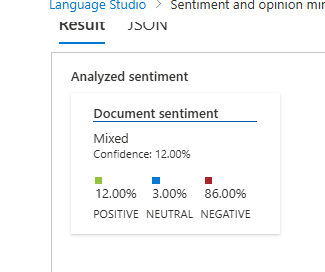 Language Studio > Sentiment and opinion min
Result JSON
Analyzed sentiment
Document sentiment
Mixed
Confidence: 12.00%
12.00% 3.00% 86.00%
POSITIVE NEUTRAL NEGATIVE